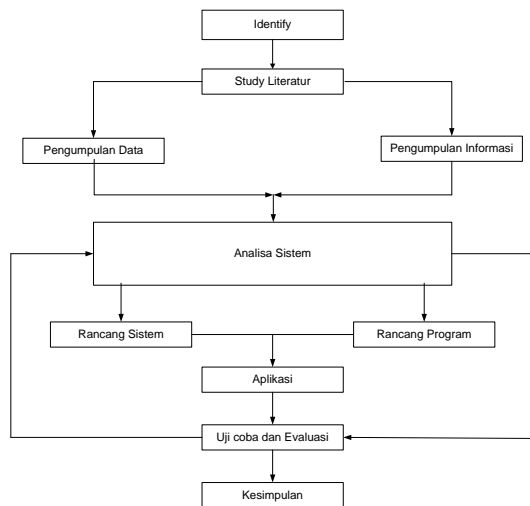 Identify
Study Literatur
Pengumpulan Data
Pengumpulan Informasi
Analisa Sistem
Rancang Sistem
Rancang Program
Aplikasi
Uji coba dan Evaluasi
Kesimpulan